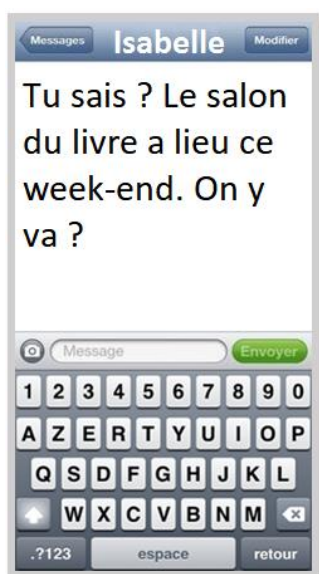 Messages Isabelle Modifier
Tu sais ? Le salon
du livre a lieu ce
week-end. On y
va ?
Message Envoyer
1 2 3 4 5 6 7 8 9 0
A Z E R T Y U I O P
Q S D F G H J K L
W X C V B N M
.?123 espace retour